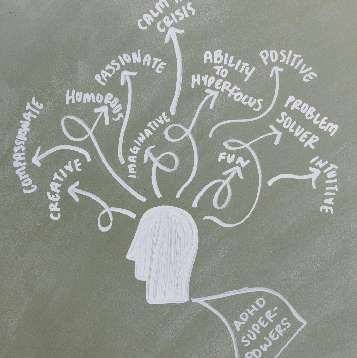 CALM IN
CRISIS
PASSIONATE
ABILITY
TO
HYPERFOCUS
POSITIVE
HUMOROUS
PROBLEM
SOLVER
COMPASSIONATE
IMAGINATIVE
FUN
INTUITIVE
CREATIVE
ADHD
SUPER-
POWERS